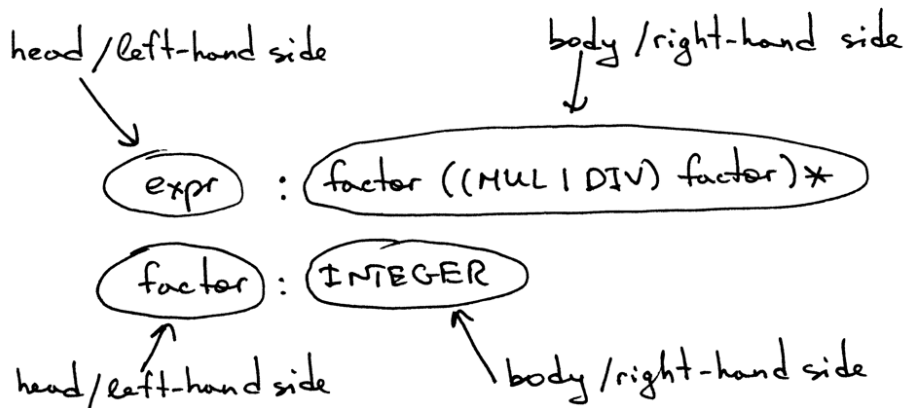 head/left-hand side
body/right-hand side
expr : factor ((MUL | DIV) factor)*
factor : INTEGER
head/left-hand side
body/right-hand side